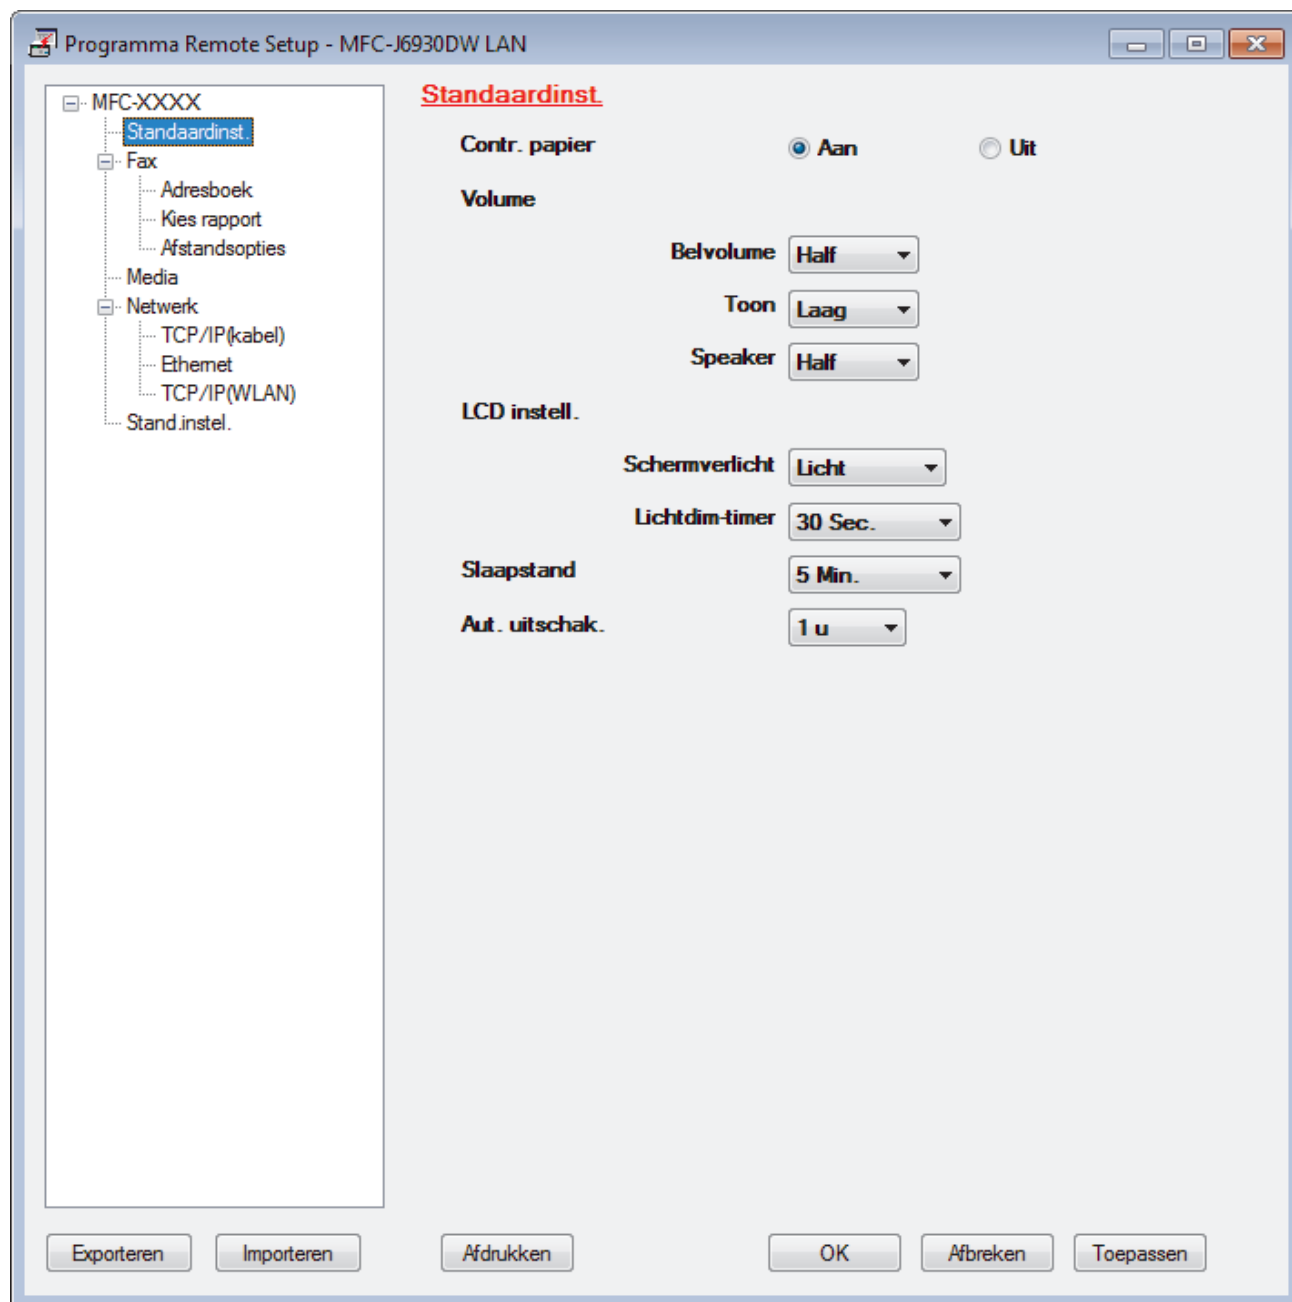 Programma Remote Setup - MFC-J6930DW LAN
MFC-XXXX
Standaardinst.
Fax
Adresboek
Kies rapport
Afstandsopties
Media
Netwerk
TCP/IP(kabel)
Ethernet
TCP/IP(WLAN)
Stand.instel.
Standaardinst.
Contr. papier Aan Uit
Volume
Belvolume Half
Toon Laag
Speaker Half
LCD instell.
Schermverlicht Licht
Lichtdim-timer 30 Sec.
Slaapstand 5 Min.
Aut. uitschak. 1 u
Exporteren Importeren Afdrukken OK Afbreken Toepassen